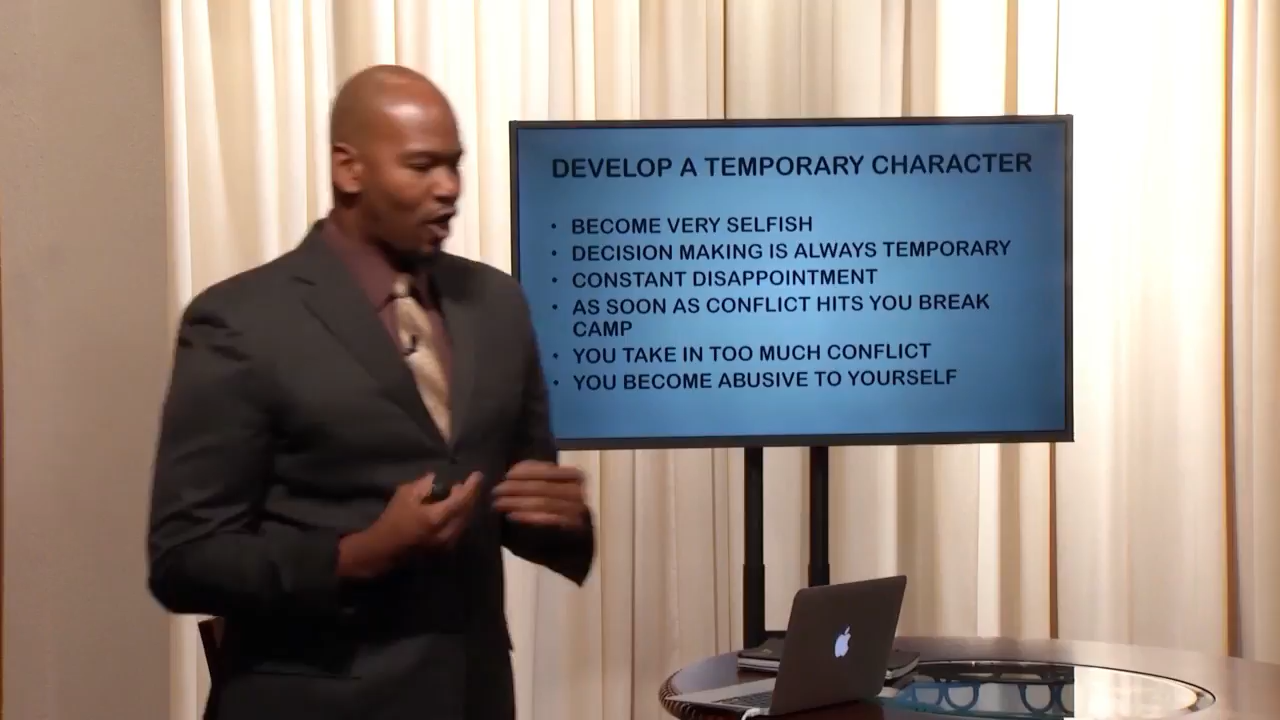 DEVELOP A TEMPORARY CHARACTER
• BECOME VERY SELFISH
• DECISION MAKING IS ALWAYS TEMPORARY
• CONSTANT DISAPPOINTMENT
• AS SOON AS CONFLICT HITS YOU BREAK
CAMP
• YOU TAKE IN TOO MUCH CONFLICT
• YOU BECOME ABUSIVE TO YOURSELF